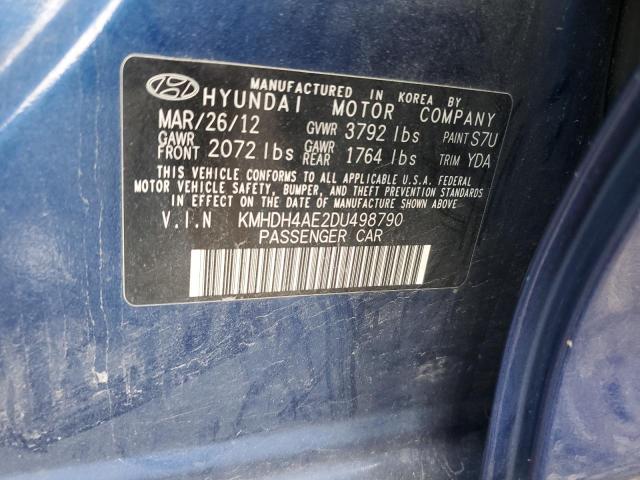 MANUFACTURED IN KOREA BY
HYUNDAI MOTOR COMPANY
MAR/26/12 GVWR 3792 lbs PAINT S7U
GAWR FRONT 2072 lbs GAWR REAR 1764 lbs TRIM YDA
THIS VEHICLE CONFORMS TO ALL APPLICABLE U.S.A. FEDERAL
MOTOR VEHICLE SAFETY, BUMPER, AND THEFT PREVENTION STANDARDS
IN EFFECT ON THE DATE OF MANUFACTURE SHOWN ABOVE
V.I.N KMHDH4AE2DU498790
PASSENGER CAR